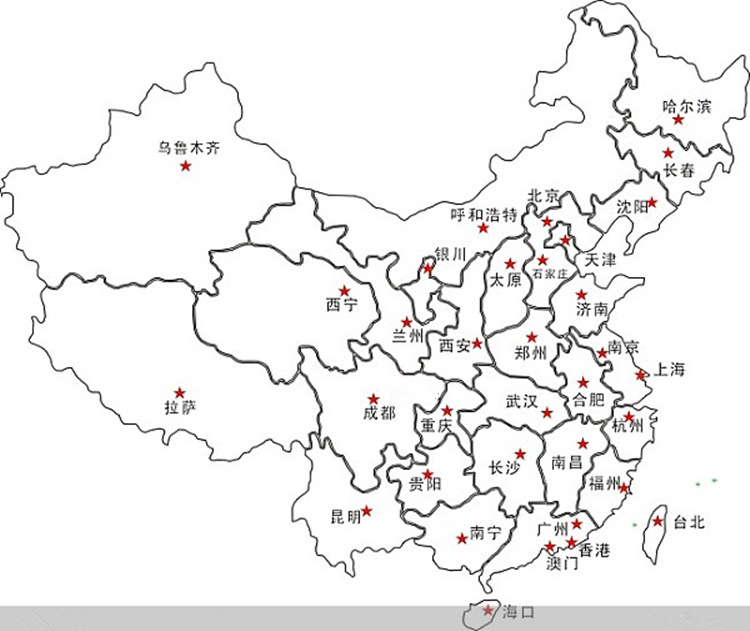 哈尔滨
乌鲁木齐
长春
北京
沈阳
呼和浩特
银川
天津
太原
石家庄
西宁
济南
兰州
西安
郑州
南京
上海
拉萨
成都
武汉
合肥
重庆
杭州
长沙
南昌
贵阳
福州
昆明
南宁
广州
台北
香港
澳门
海口